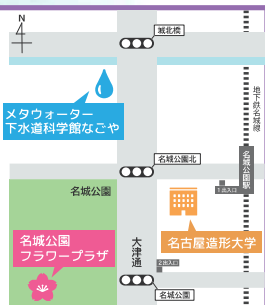 N
城北橋
メタウォーター
下水道科学館なごや
地下鉄名城線
名城公園北
名城公園駅
名城公園
1出入口
名古屋造形大学
名城公園
フラワープラザ
大津通
2出入口
名城公園